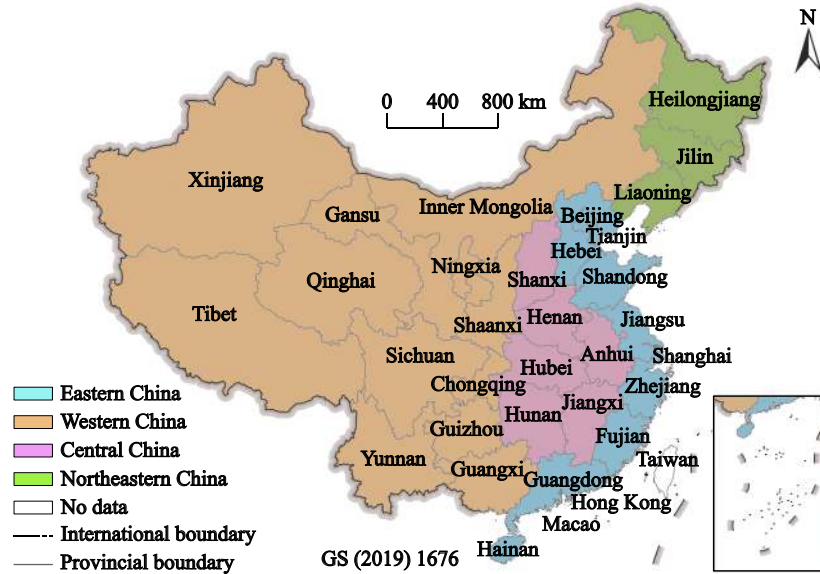 N
0 400 800 km
Heilongjiang
Jilin
Liaoning
Xinjiang
Gansu
Inner Mongolia
Beijing
Tianjin
Hebei
Ningxia
Shanxi
Shandong
Qinghai
Tibet
Shaanxi
Henan
Jiangsu
Sichuan
Hubei
Anhui
Shanghai
Chongqing
Zhejiang
Hunan
Jiangxi
Guizhou
Fujian
Yunnan
Guangxi
Taiwan
Guangdong
Hong Kong
Macao
Hainan
Eastern China
Western China
Central China
Northeastern China
No data
International boundary
Provincial boundary
GS (2019) 1676